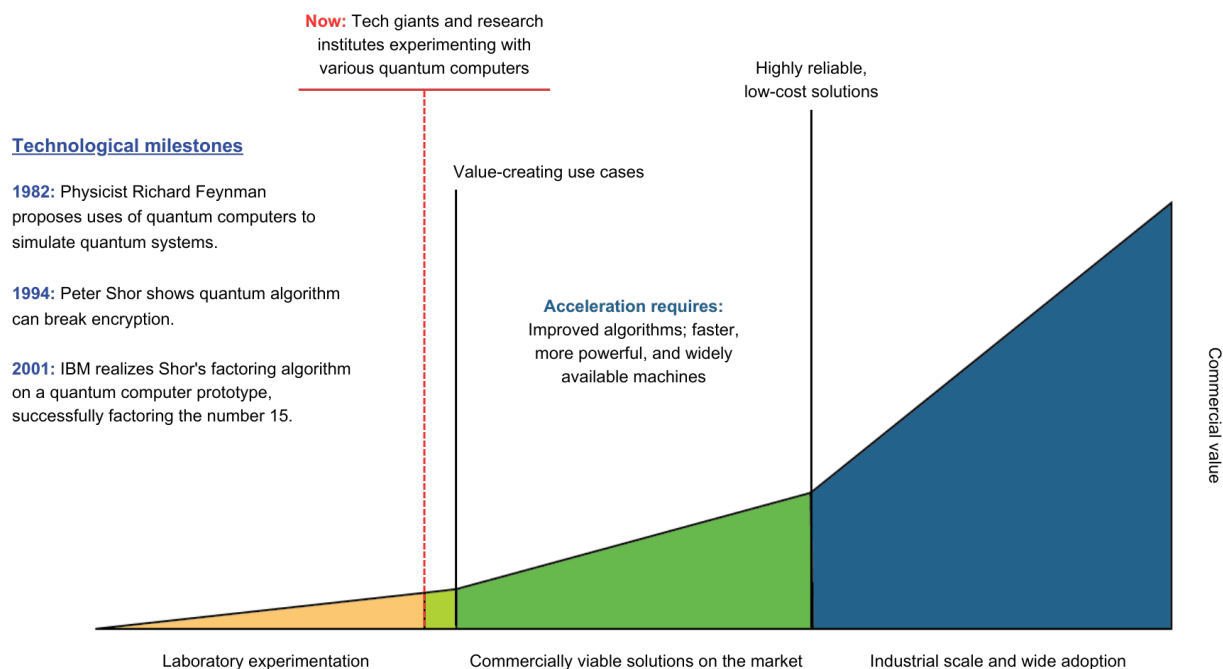 Now: Tech giants and research
institutes experimenting with
various quantum computers
Highly reliable,
low-cost solutions
Technological milestones
Value-creating use cases
1982: Physicist Richard Feynman
proposes uses of quantum computers to
simulate quantum systems.
1994: Peter Shor shows quantum algorithm
can break encryption.
2001: IBM realizes Shor's factoring algorithm
on a quantum computer prototype,
successfully factoring the number 15.
Acceleration requires:
Improved algorithms; faster,
more powerful, and widely
available machines
Commercial value
Laboratory experimentation
Commercially viable solutions on the market
Industrial scale and wide adoption